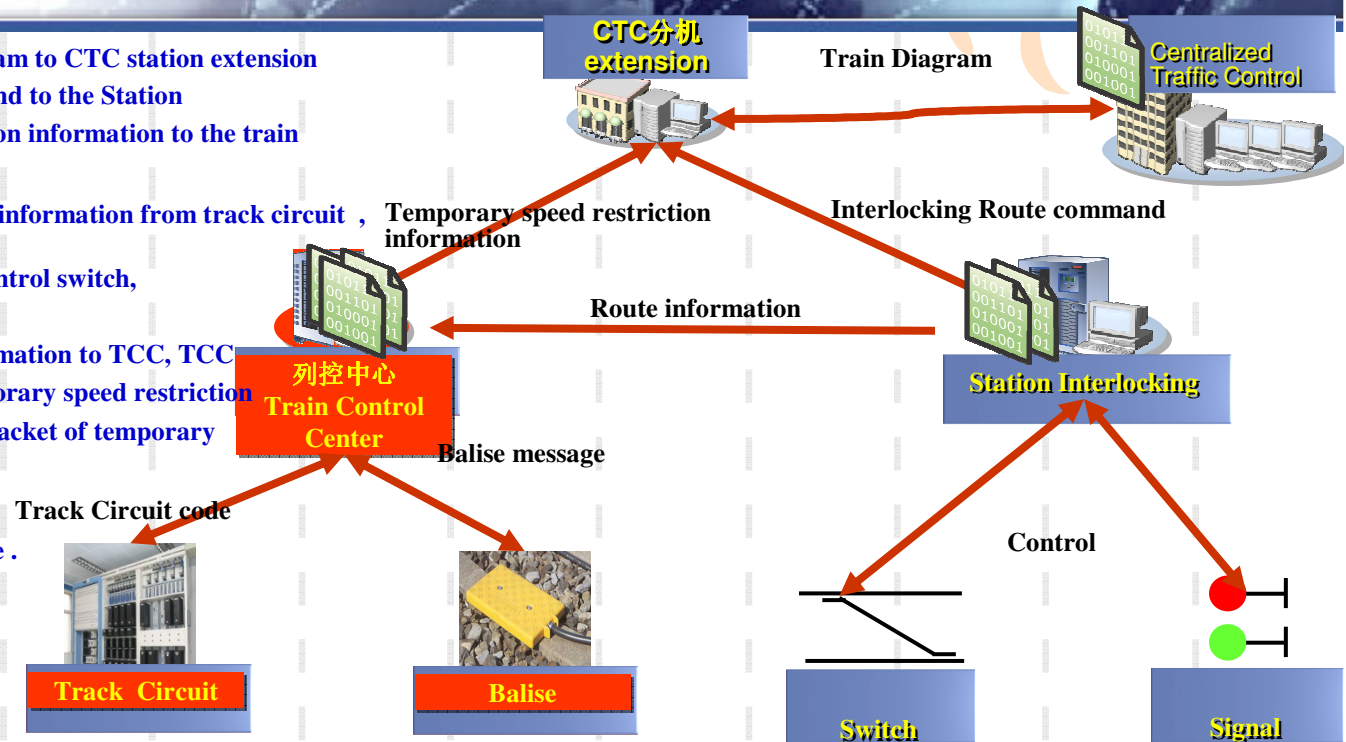 CTC分机
extension
Train Diagram
Centralized
Traffic Control
am to CTC station extension
nd to the Station
on information to the train
information from track circuit ,
ntrol switch,
mation to TCC, TCC
orary speed restriction
acket of temporary
e .
Temporary speed restriction
information
Interlocking Route command
Route information
列控中心
Train Control
Center
Station Interlocking
Balise message
Track Circuit code
Control
Track Circuit
Balise
Switch
Signal